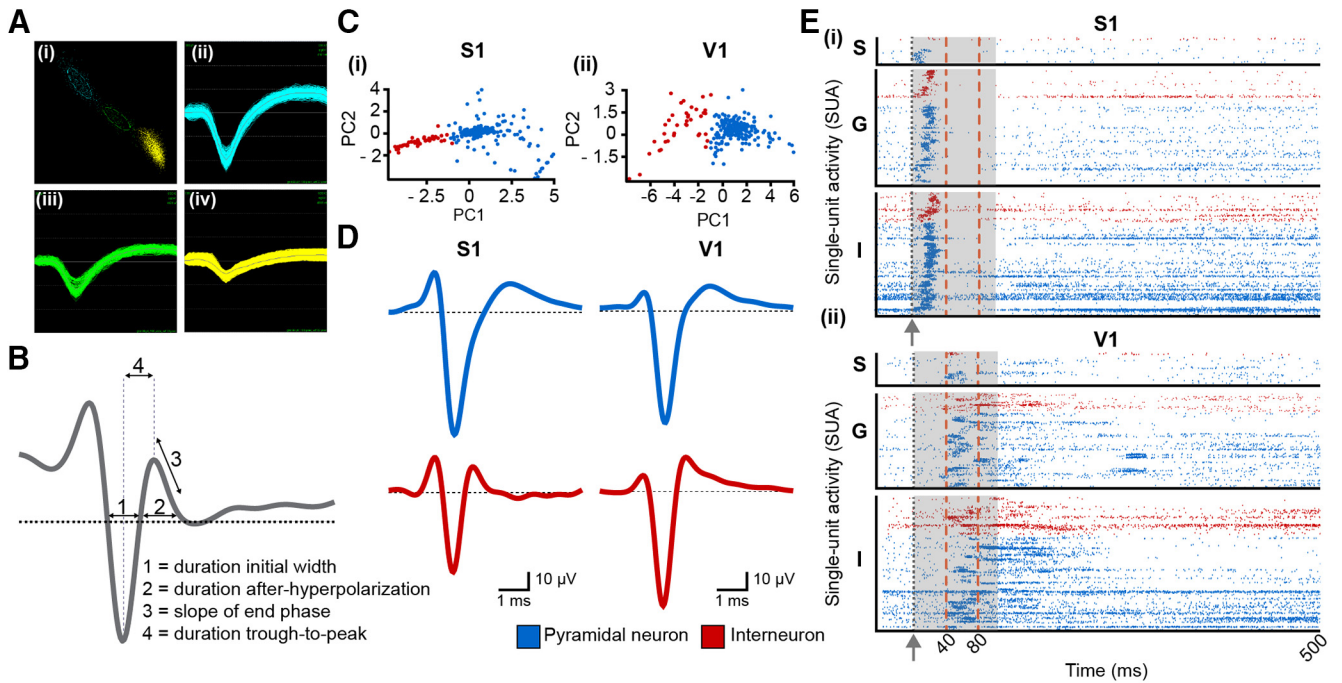 A
(i)
(ii)
(iii)
(iv)
B
4
3
1
2
1 = duration initial width
2 = duration after-hyperpolarization
3 = slope of end phase
4 = duration trough-to-peak
C
S1
V1
(i)
(ii)
PC2
4
2
0
- 2
- 2.5
0
2.5
5
PC1
PC2
3
1.5
0
- 1.5
-
-6
-4
-2
0
2
4
6
PC1
D
S1
V1
10 µV
1 ms
10 µV
1 ms
Pyramidal neuron
Interneuron
E
S1
(i)
S
G
I
Single-unit activity (SUA)
(ii)
V1
S
G
I
Single-unit activity (SUA)
40
80
500
Time (ms)